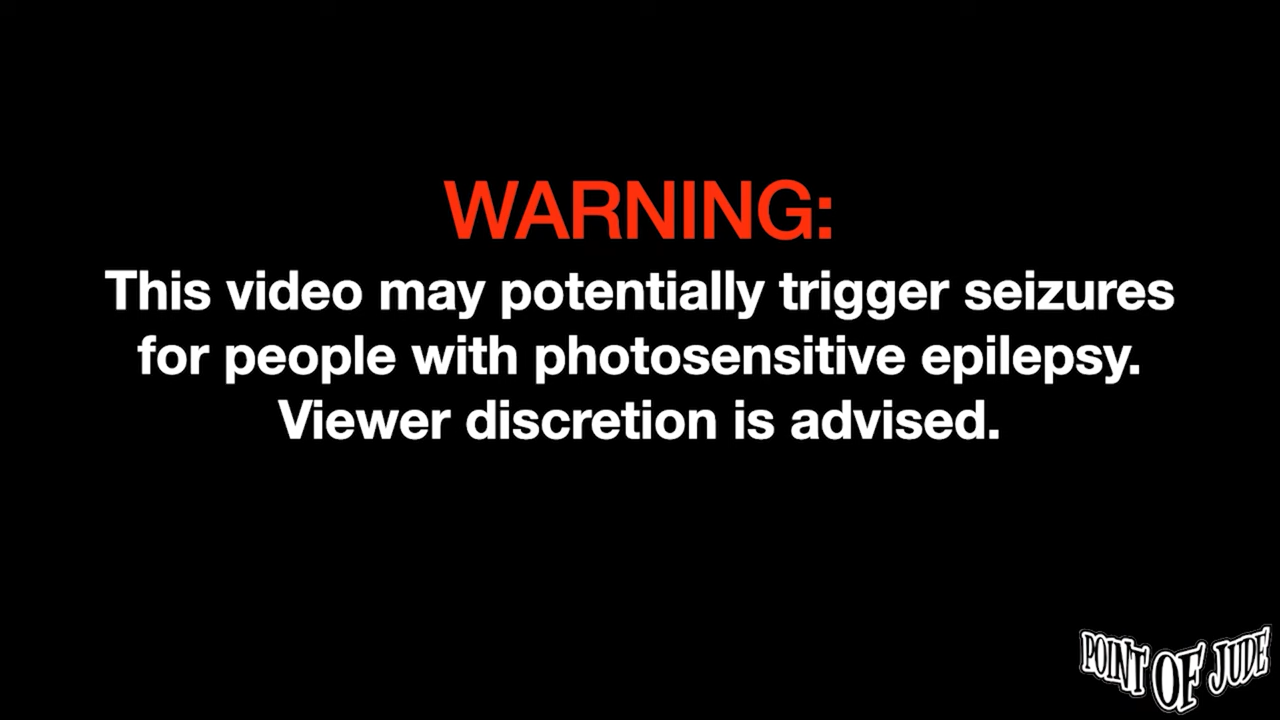 WARNING:
This video may potentially trigger seizures
for people with photosensitive epilepsy.
Viewer discretion is advised.
POINT OF JUDE